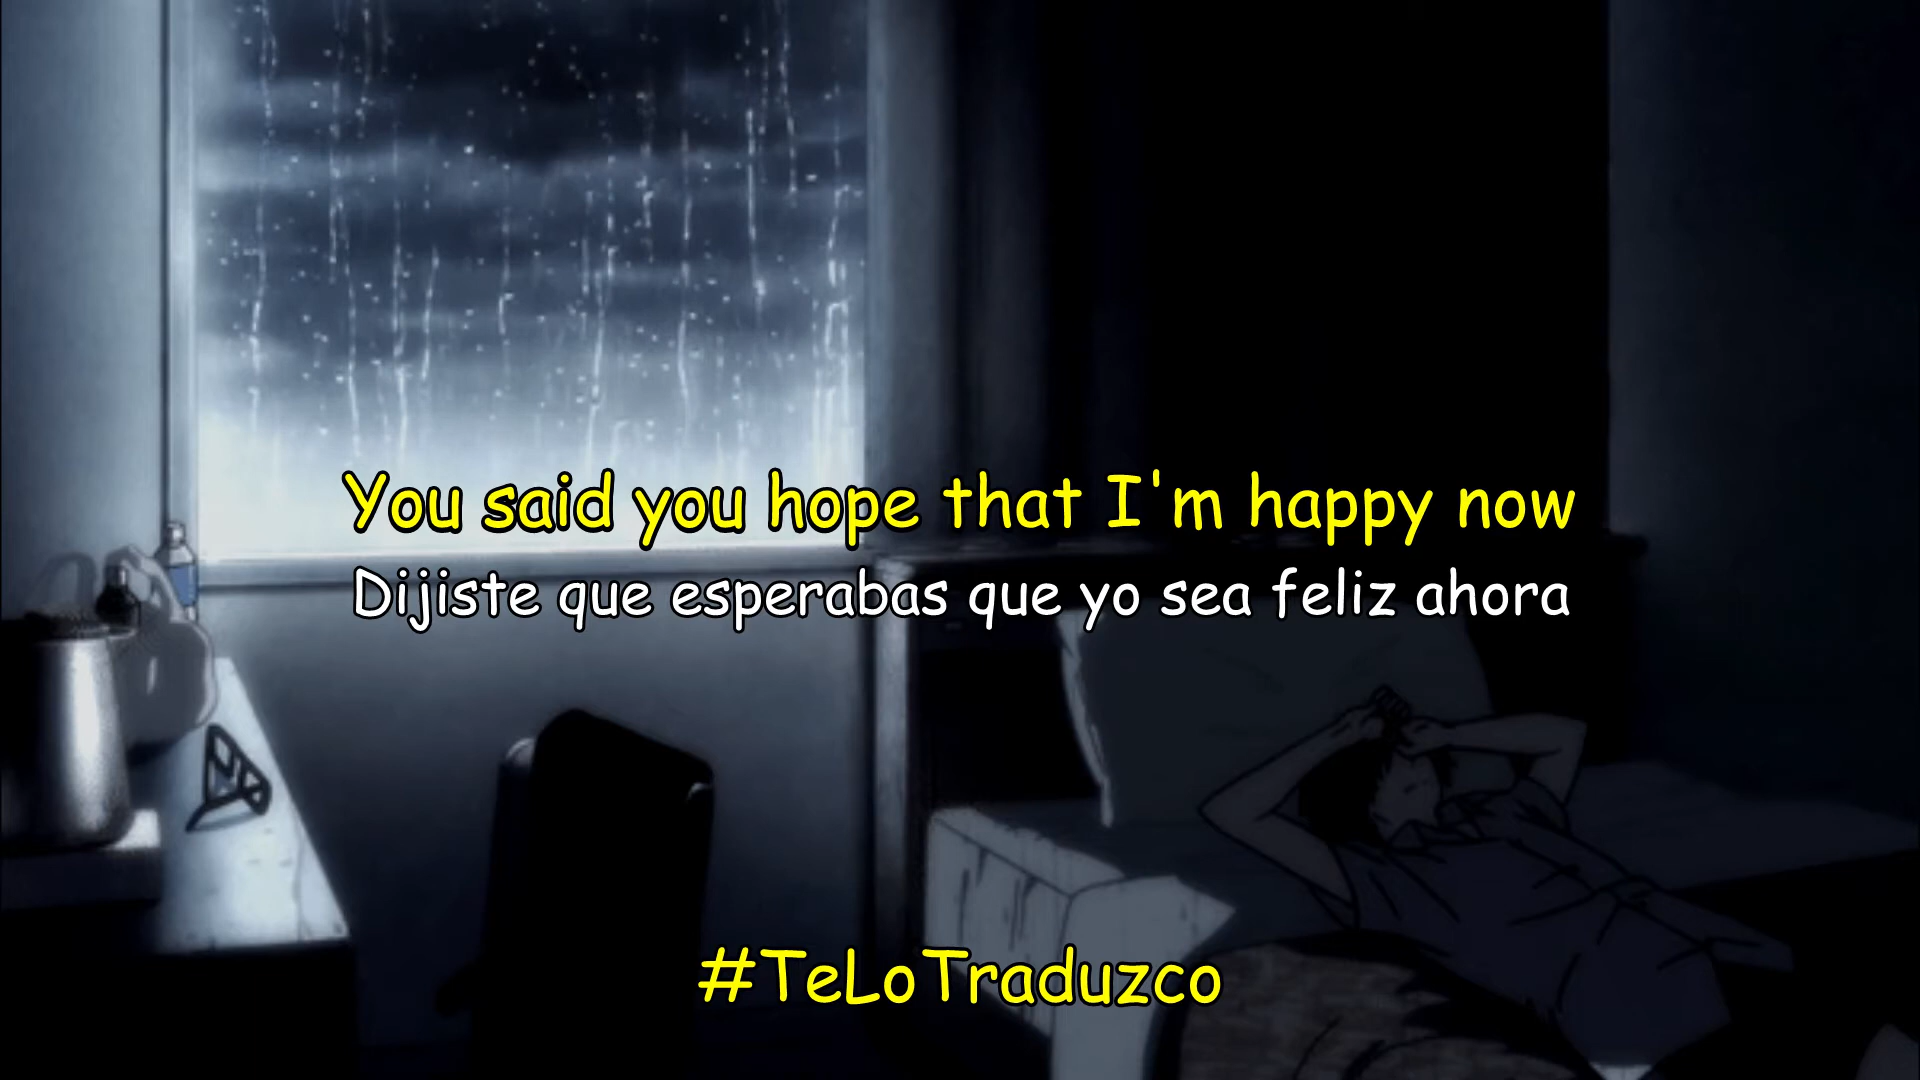 You said you hope that I'm happy now
Dijiste que esperabas que yo sea feliz ahora
#TeLoTraduzco